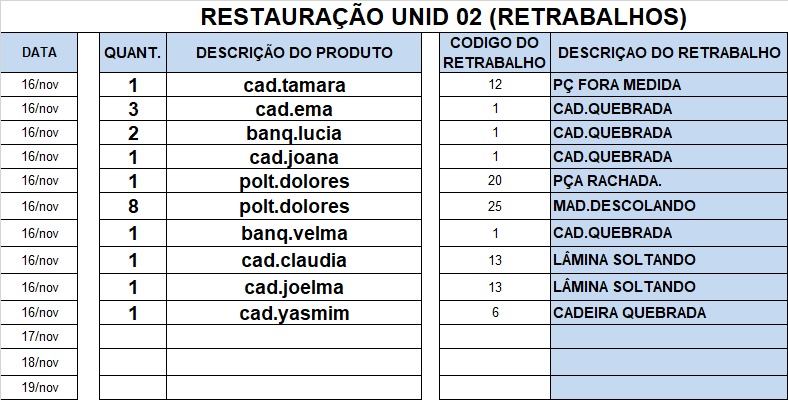 RESTAURAÇÃO UNID 02 (RETRABALHOS)
DATA QUANT. DESCRIÇÃO DO PRODUTO CODIGO DO RETRABALHO DESCRIÇAO DO RETRABALHO
16/nov 1 cad.tamara 12 PÇ FORA MEDIDA
16/nov 3 cad.ema 1 CAD.QUEBRADA
16/nov 2 banq.lucia 1 CAD.QUEBRADA
16/nov 1 cad.joana 1 CAD.QUEBRADA
16/nov 1 polt.dolores 20 PÇA RACHADA.
16/nov 8 polt.dolores 25 MAD.DESCOLANDO
16/nov 1 banq.velma 1 CAD.QUEBRADA
16/nov 1 cad.claudia 13 LÂMINA SOLTANDO
16/nov 1 cad.joelma 13 LÂMINA SOLTANDO
16/nov 1 cad.yasmim 6 CADEIRA QUEBRADA
17/nov
18/nov
19/nov